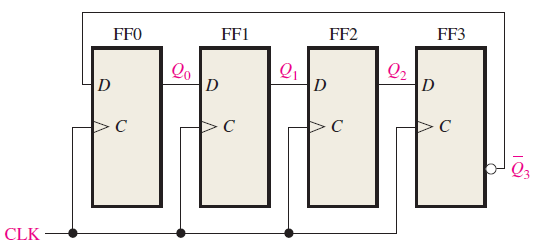 FF0 FF1 FF2 FF3
D Q₀ D Q₁ D Q₂ D
C C C C
Q̅₃
CLK